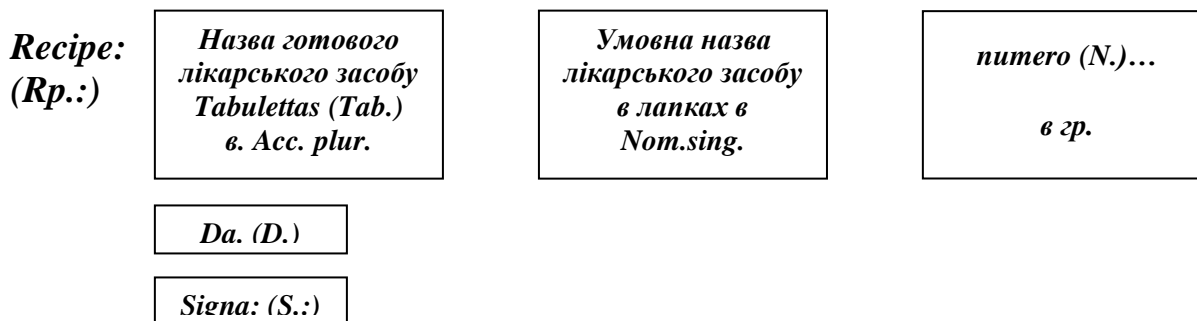 Recipe:
(Rp.:)
Назва готового
лікарського засобу
Tabulettas (Tab.)
в. Acc. plur.
Умовна назва
лікарського засобу
в лапках в
Nom.sing.
numero (N.)…
в гр.
Da. (D.)
Signa: (S.:)